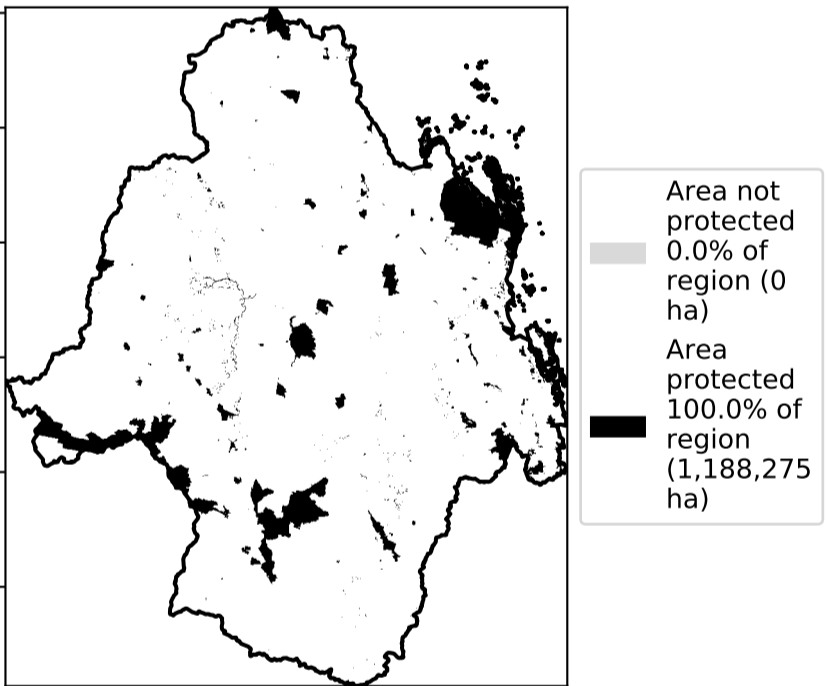 Area not
protected
0.0% of
region (0
ha)
Area
protected
100.0% of
region
(1,188,275
ha)